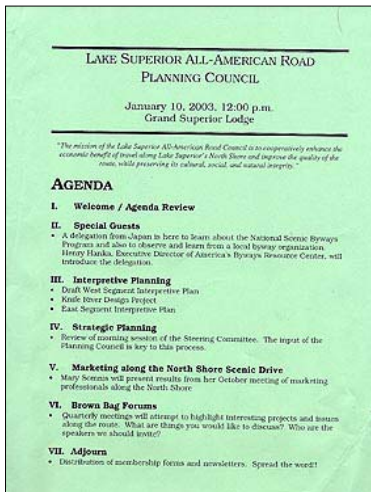 LAKE SUPERIOR ALL-AMERICAN ROAD
PLANNING COUNCIL
January 10, 2003, 12:00 p.m.
Grand Superior Lodge
"The mission of the Lake Superior All-American Road Council is to cooperatively enhance the
economic benefit of travel along Lake Superior's North Shore and improve the quality of the
route, while preserving its cultural, social, and natural integrity."
AGENDA
I. Welcome / Agenda Review
II. Special Guests
• A delegation from Japan is here to learn about the National Scenic Byways
Program and also to observe and learn from a local byway organization.
Henry Hanka, Executive Director of America's Byways Resource Center, will
introduce the delegation.
III. Interpretive Planning
• Draft West Segment Interpretive Plan
• Knife River Design Project
• East Segment Interpretive Plan
IV. Strategic Planning
• Review of morning session of the Steering Committee. The input of the
Planning Council is key to this process.
V. Marketing along the North Shore Scenic Drive
• Mary Somnis will present results from her October meeting of marketing
professionals along the North Shore
VI. Brown Bag Forums
• Quarterly meetings will attempt to highlight interesting projects and issues
along the route. What are things you would like to discuss? Who are the
speakers we should invite?
VII. Adjourn
• Distribution of membership forms and newsletters. Spread the word!!